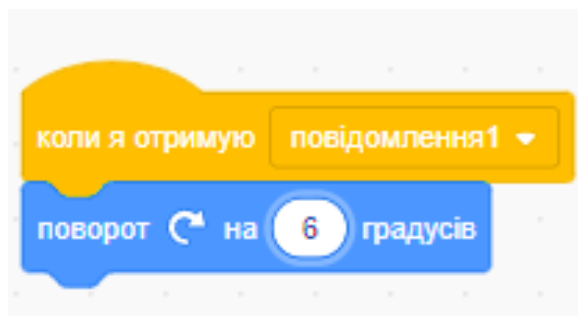 коли я отримую повідомлення1
поворот на 6 градусів